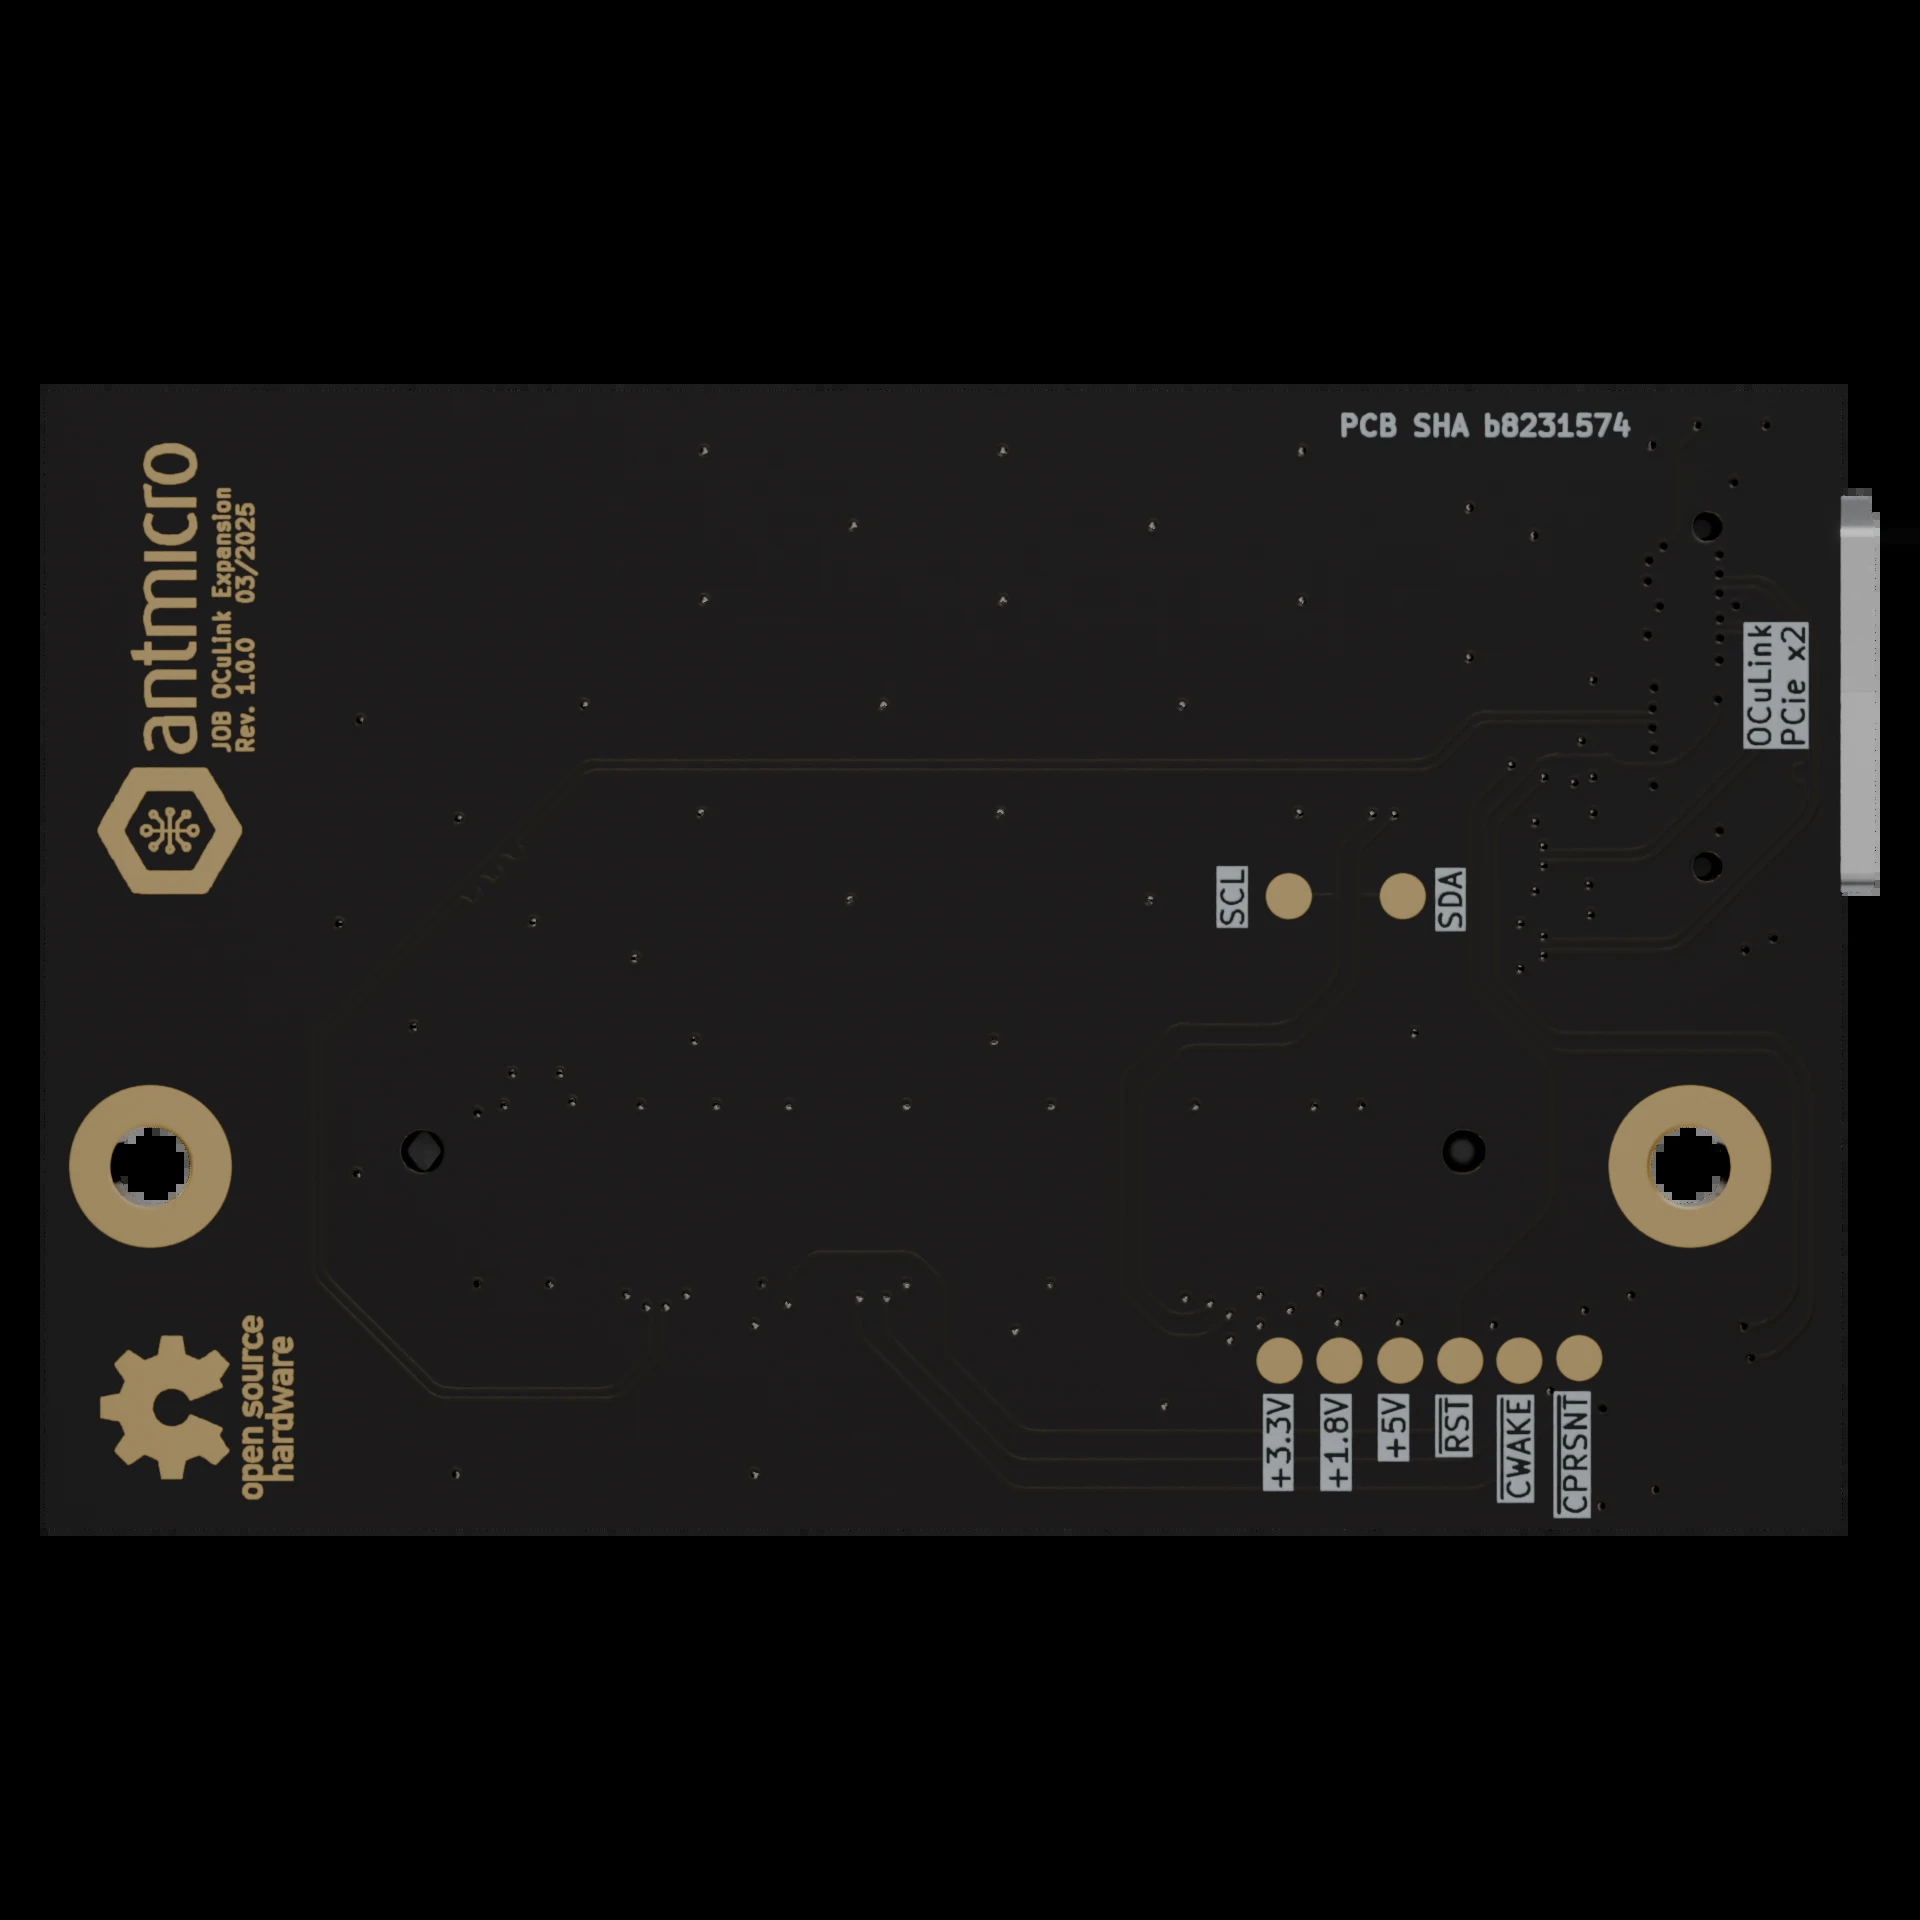 PCB SHA b8231574
antmicro
JOB OCuLink Expansion
Rev. 1.0.0 03/2025
OCuLink
PCie x2
SCL
SDA
open source
hardware
+3.3V
+1.8V
+5V
RST
CWAKE
CPRSNT